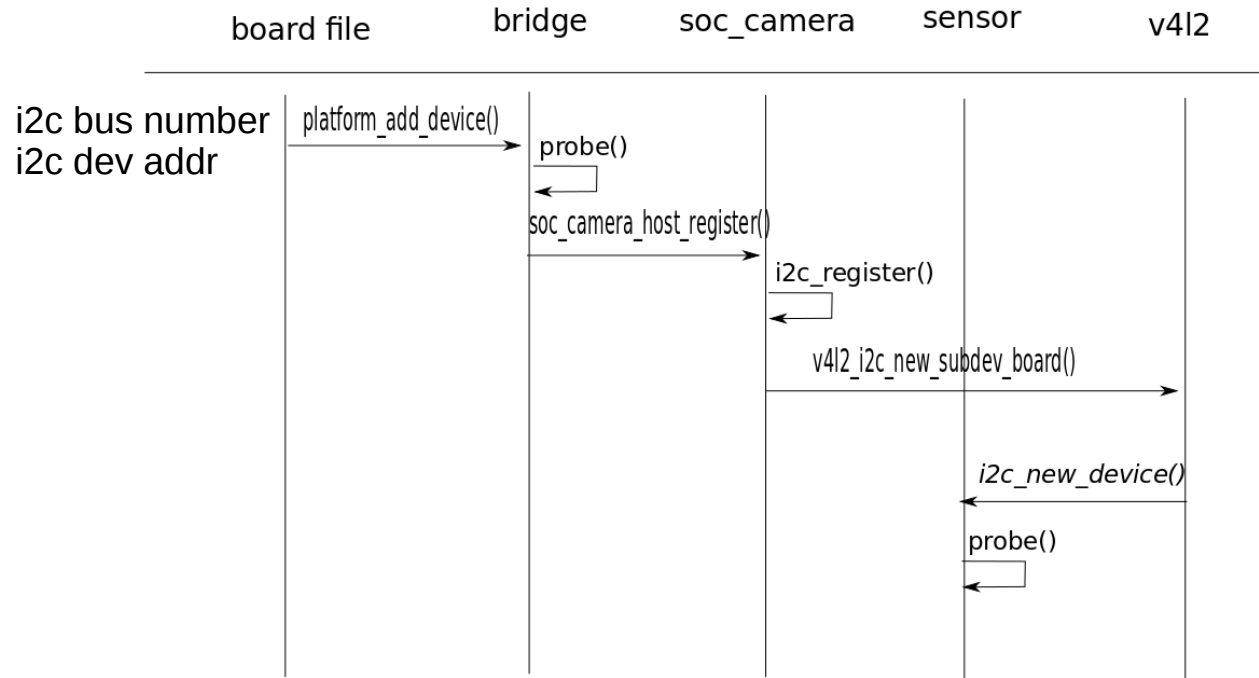 board file
bridge
soc_camera
sensor
v4l2
i2c bus number
i2c dev addr
platform_add_device()
probe()
soc_camera_host_register()
i2c_register()
v4l2_i2c_new_subdev_board()
i2c_new_device()
probe()